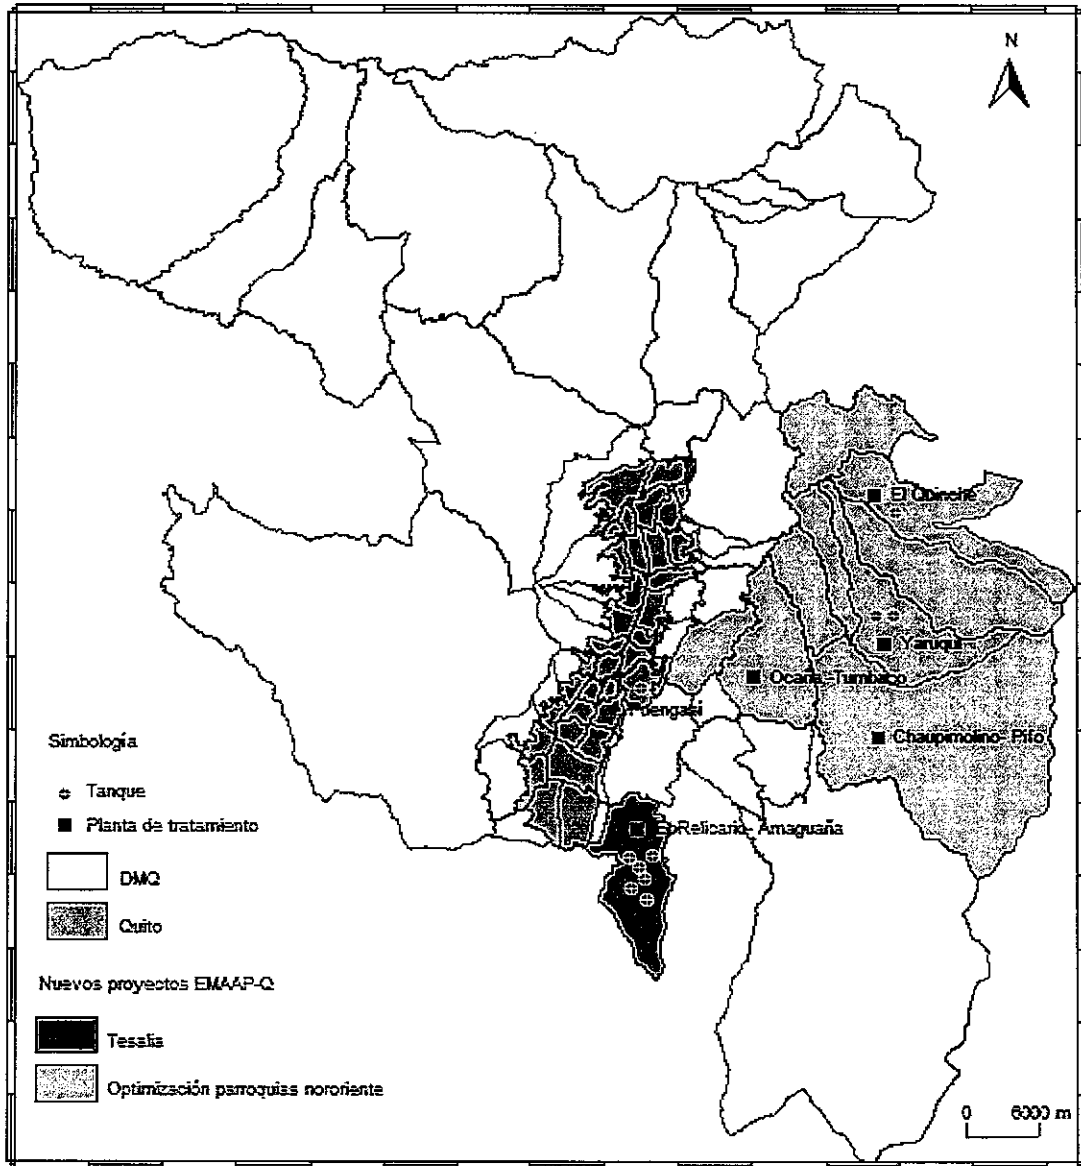 N
El Quinche
Yaruquí
Ocaña- Tumbaco
Puengasí
Chaupimolino- Pifo
Simbología
Tanque
Planta de tratamiento
El Relicario- Amaguaña
DMQ
Quito
Nuevos proyectos EMAAP-Q
Tesalia
Optimización parroquias nororiente
0 6000 m